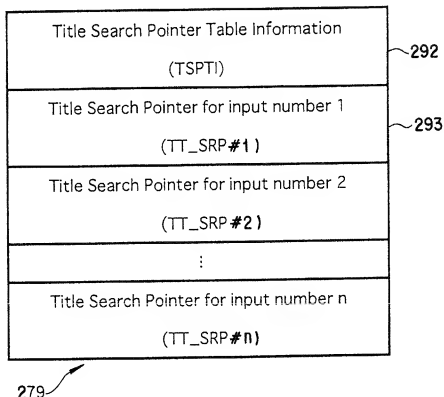 Title Search Pointer Table Information
(TSPTI)
292
Title Search Pointer for input number 1
(TT_SRP#1)
293
Title Search Pointer for input number 2
(TT_SRP#2)
⋮
Title Search Pointer for input number n
(TT_SRP#n)
279